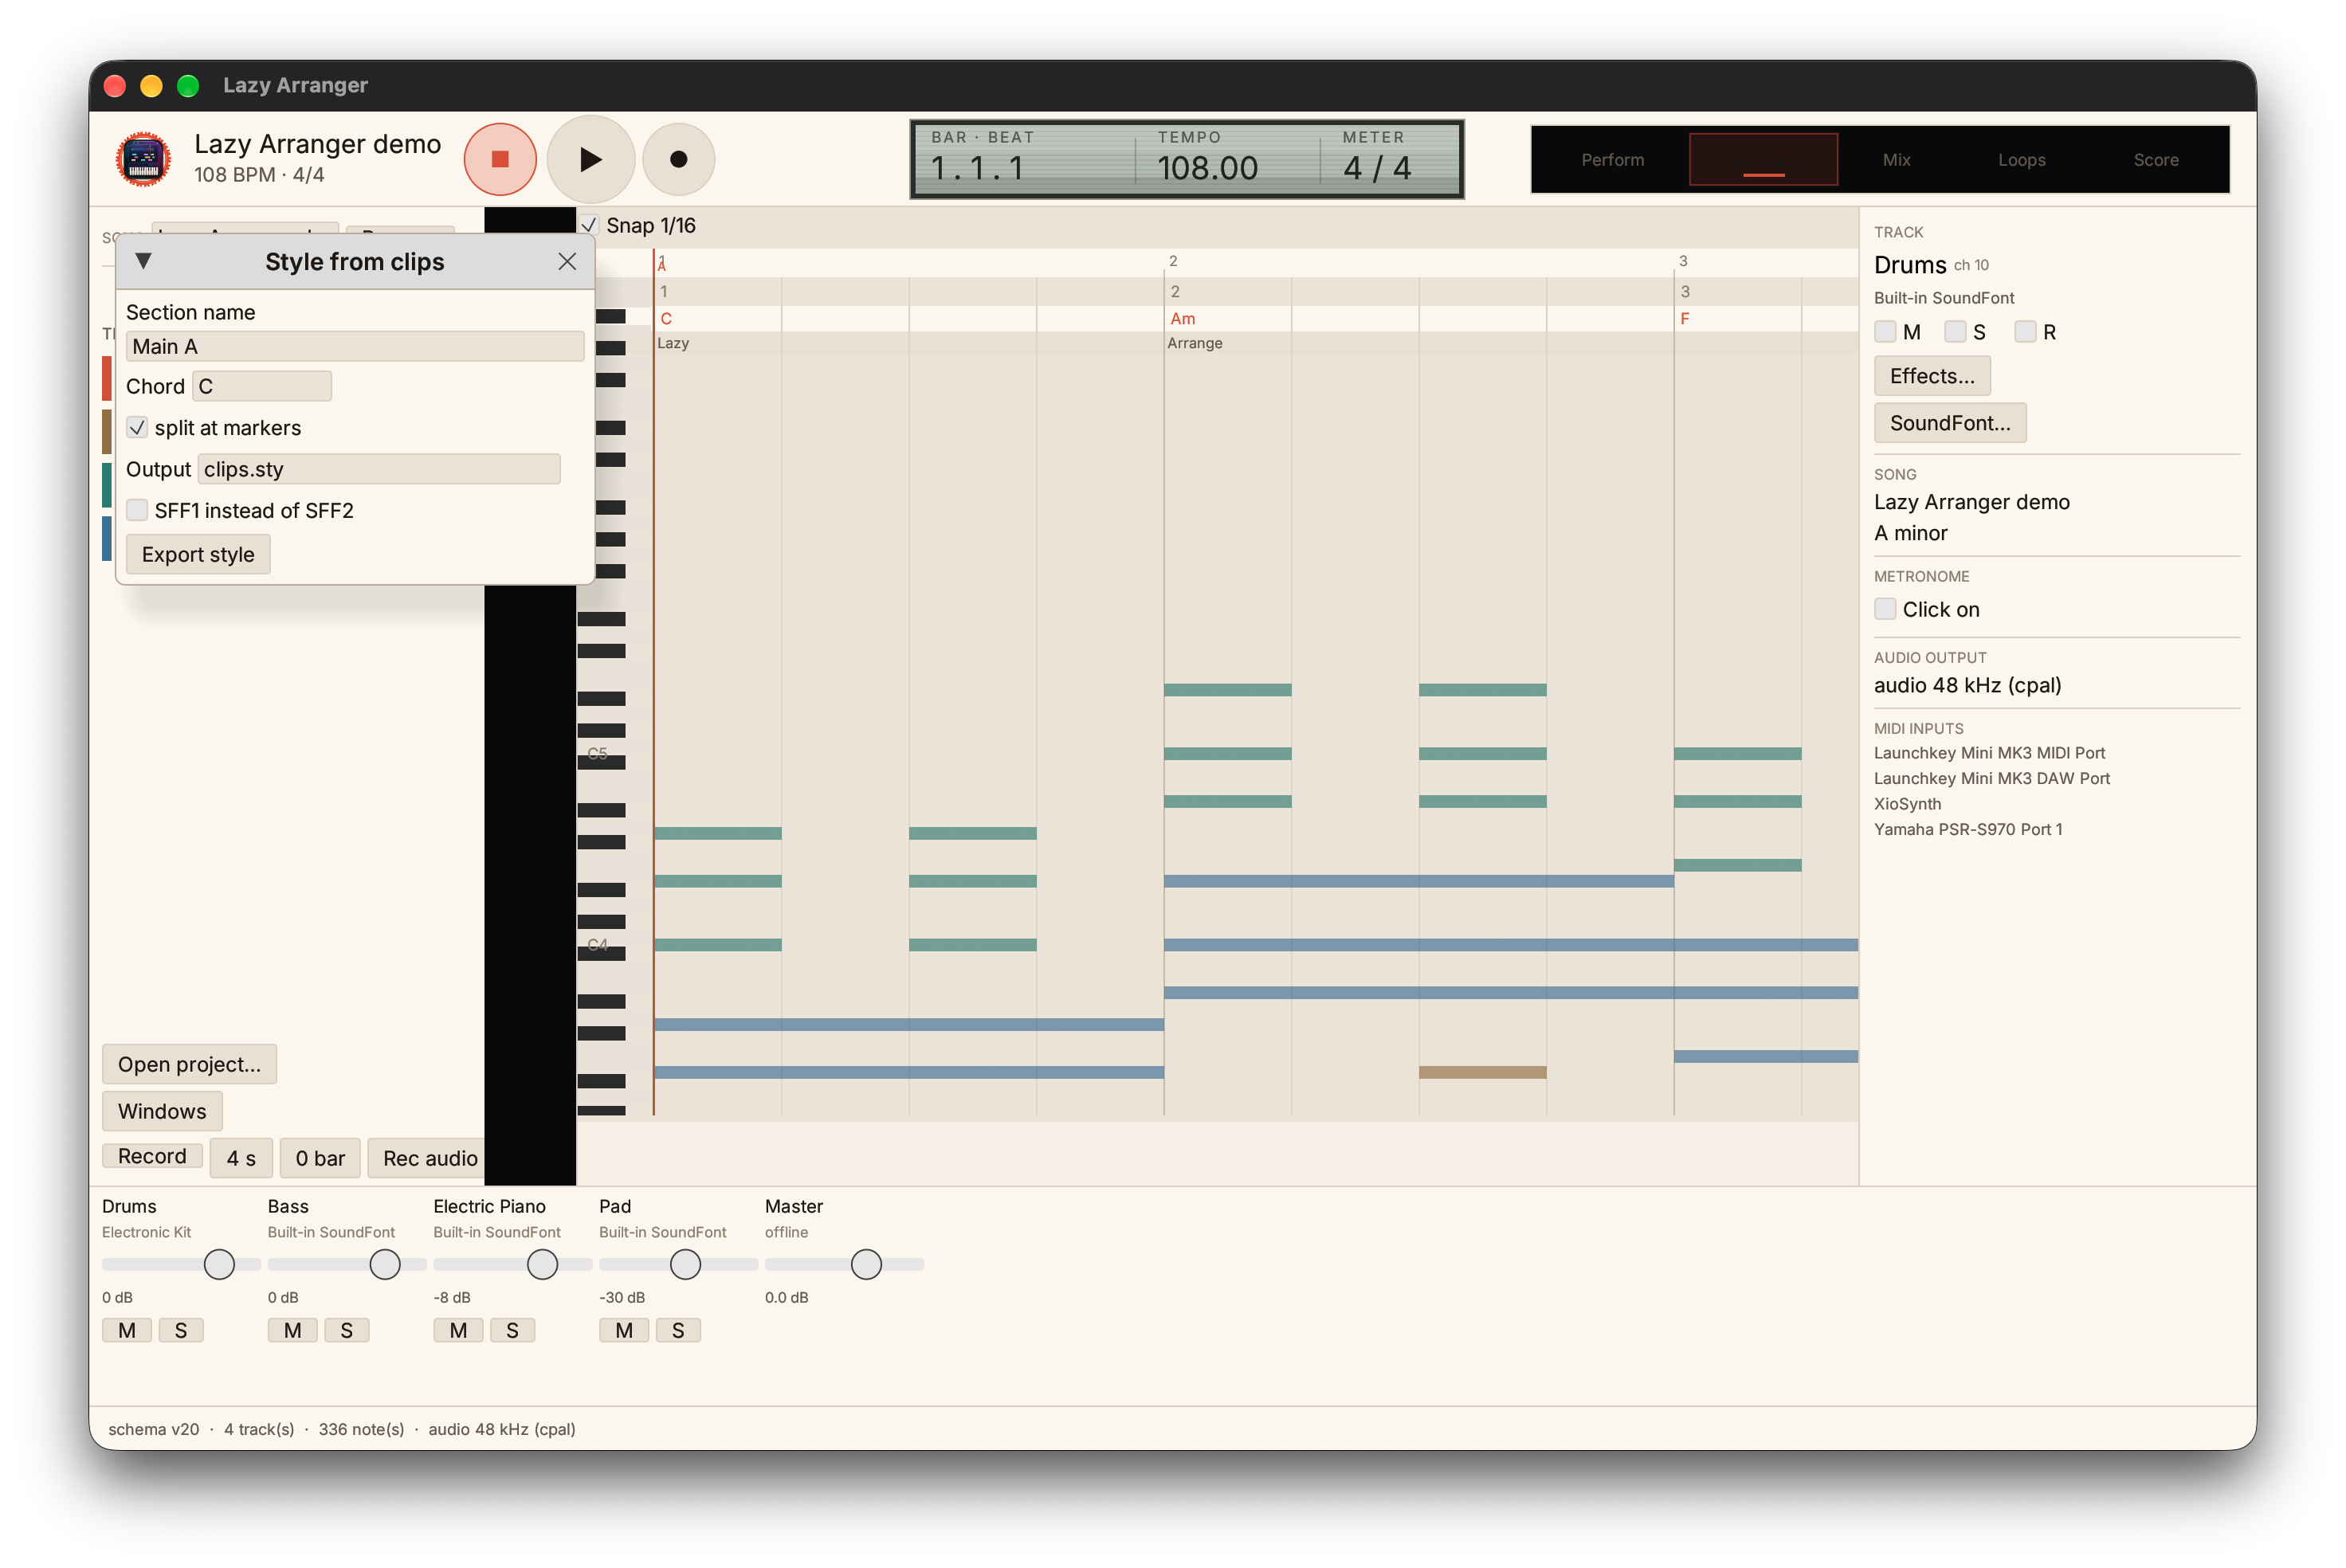 Lazy Arranger
Lazy Arranger demo
108 BPM · 4/4
BAR · BEAT
1.1.1
TEMPO
108.00
METER
4 / 4
Perform
Mix
Loops
Score
Snap 1/16
Style from clips
Section name
Main A
Chord C
split at markers
Output clips.sty
SFF1 instead of SFF2
Export style
1 2 3
A
1 2 3
C Am F
Lazy Arrange
C5
C4
Open project...
Windows
Record 4 s 0 bar Rec audio
TRACK
Drums ch 10
Built-in SoundFont
M S R
Effects...
SoundFont...
SONG
Lazy Arranger demo
A minor
METRONOME
Click on
AUDIO OUTPUT
audio 48 kHz (cpal)
MIDI INPUTS
Launchkey Mini MK3 MIDI Port
Launchkey Mini MK3 DAW Port
XioSynth
Yamaha PSR-S970 Port 1
Drums Bass Electric Piano Pad Master
Electronic Kit Built-in SoundFont Built-in SoundFont Built-in SoundFont offline
0 dB 0 dB -8 dB -30 dB 0.0 dB
M S M S M S M S
schema v20 · 4 track(s) · 336 note(s) · audio 48 kHz (cpal)